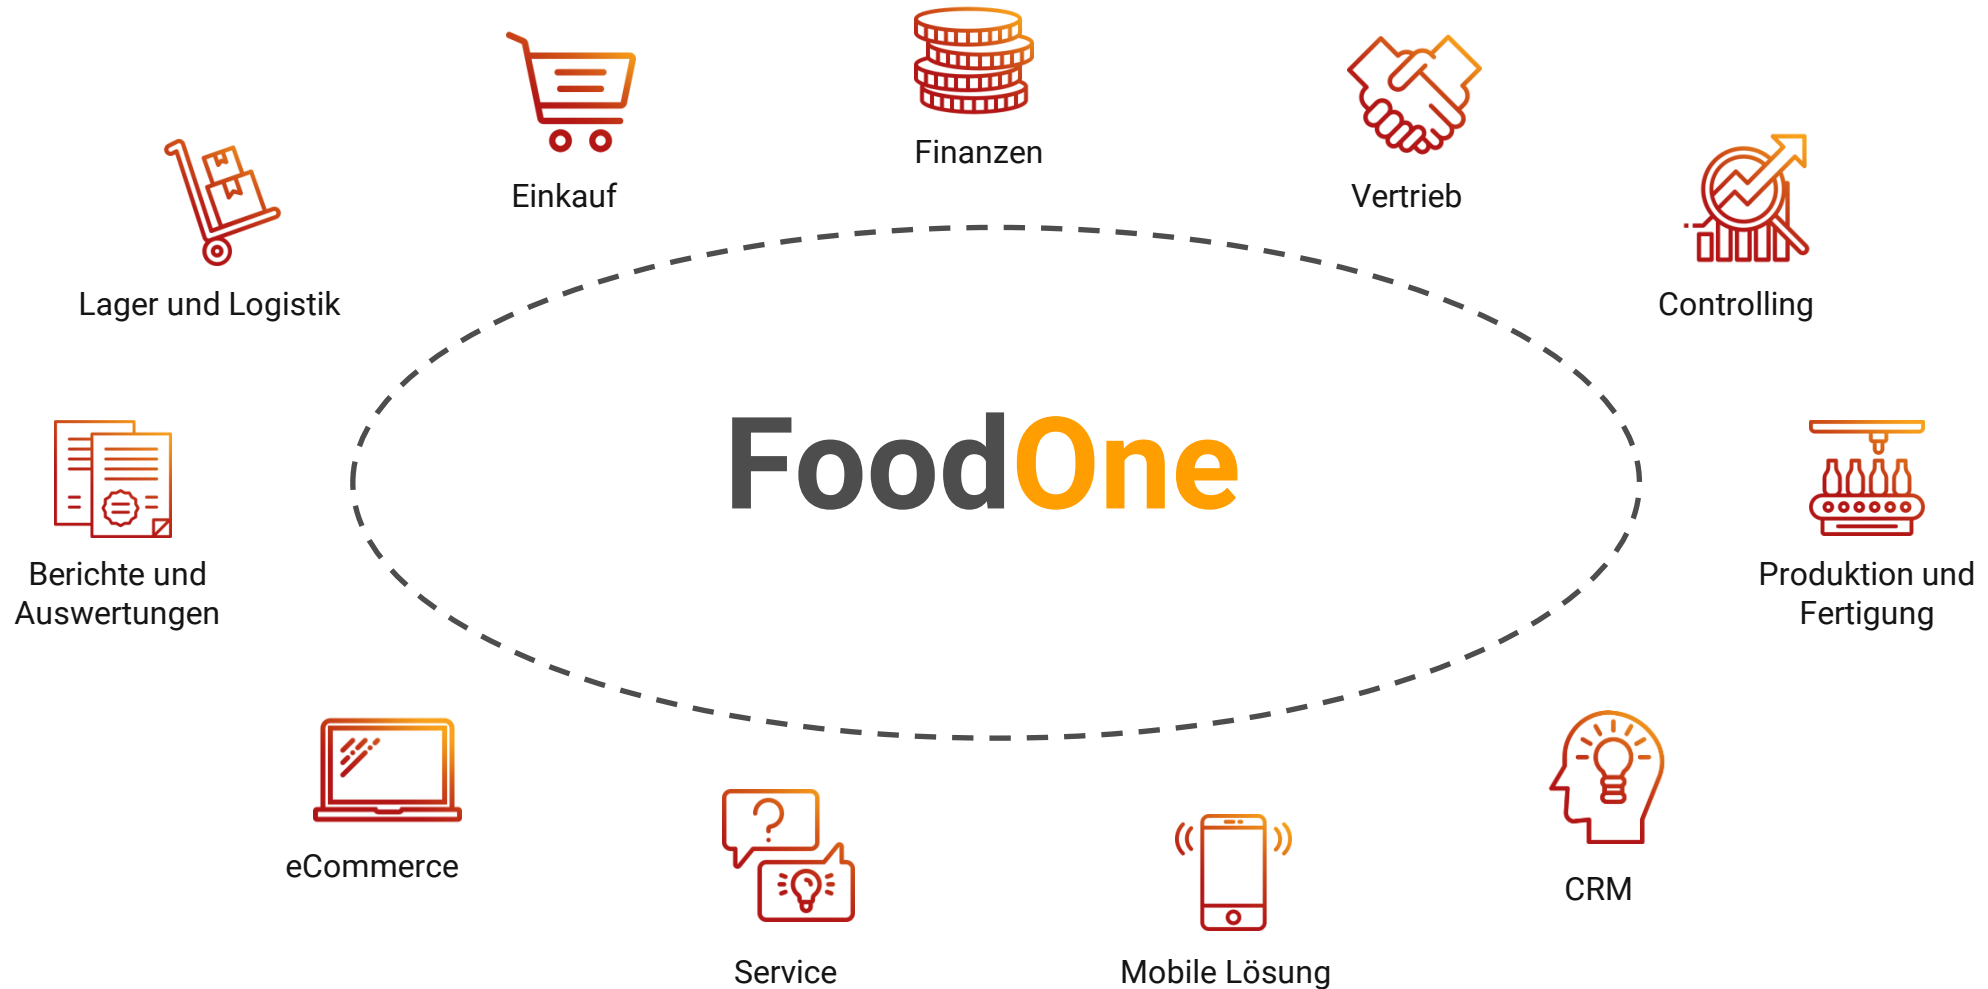 Finanzen
Einkauf
Vertrieb
Lager und Logistik
Controlling
FoodOne
Berichte und
Auswertungen
Produktion und
Fertigung
eCommerce
CRM
Service
Mobile Lösung